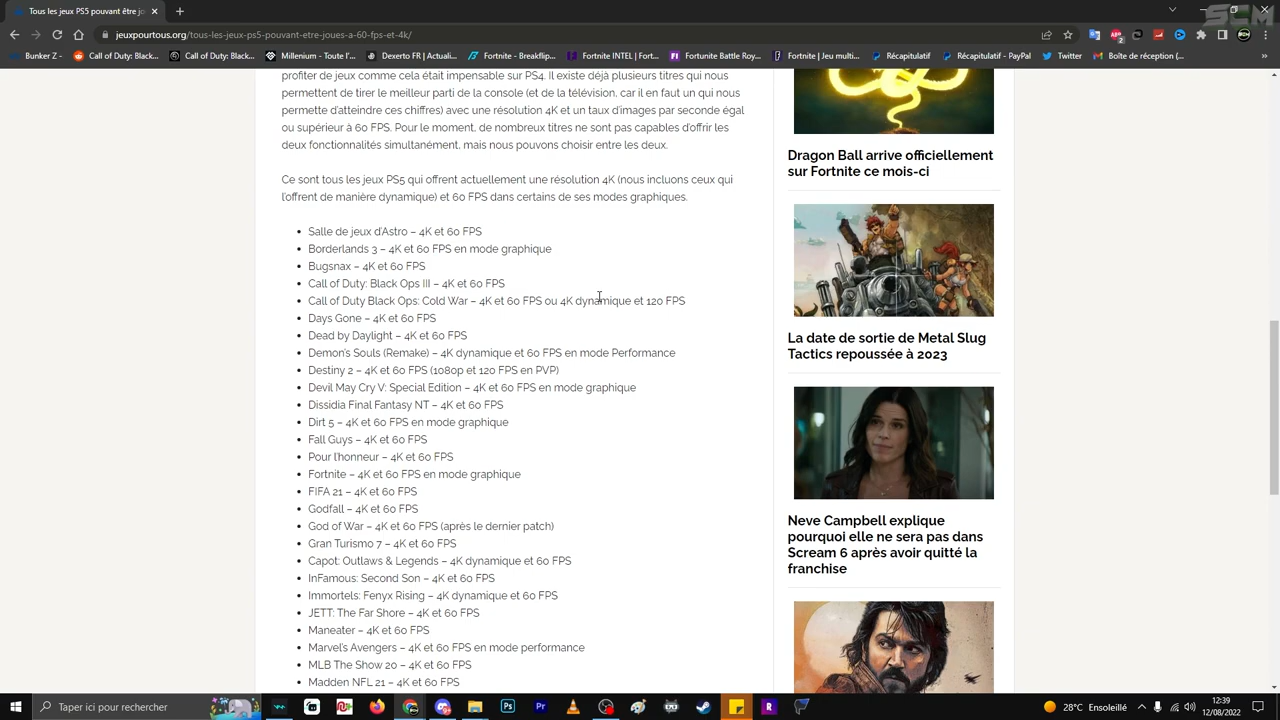 Tous les jeux PS5 pouvant être jo
jeuxpourtous.org/tous-les-jeux-ps5-pouvant-etre-joues-a-60-fps-et-4k/
Bunker Z -
Call of Duty: Black O...
Call of Duty: Black O...
Millenium - Toute l'...
Dexerto FR | Actuali...
Fortnite - Breakflip...
Fortnite INTEL | Fort...
Fortunite Battle Roy...
Fortnite | Jeu multi...
Récapitulatif
Récapitulatif - PayPal
Twitter
Boîte de réception (...
profiter de jeux comme cela était impensable sur PS4. Il existe déjà plusieurs titres qui nous
permettent de tirer le meilleur parti de la console (et de la télévision, car il en faut un qui nous
permette d'atteindre ces chiffres) avec une résolution 4K et un taux d'images par seconde égal
ou supérieur à 60 FPS. Pour le moment, de nombreux titres ne sont pas capables d'offrir les
deux fonctionnalités simultanément, mais nous pouvons choisir entre les deux.
Ce sont tous les jeux PS5 qui offrent actuellement une résolution 4K (nous incluons ceux qui
l'offrent de manière dynamique) et 60 FPS dans certains de ses modes graphiques.
• Salle de jeux d'Astro – 4K et 60 FPS
• Borderlands 3 – 4K et 60 FPS en mode graphique
• Bugsnax – 4K et 60 FPS
• Call of Duty: Black Ops III – 4K et 60 FPS
• Call of Duty Black Ops: Cold War – 4K et 60 FPS ou 4K dynamique et 120 FPS
• Days Gone – 4K et 60 FPS
• Dead by Daylight – 4K et 60 FPS
• Demon's Souls (Remake) – 4K dynamique et 60 FPS en mode Performance
• Destiny 2 – 4K et 60 FPS (1080p et 120 FPS en PVP)
Devil May Cry V: Special Edition – 4K et 60 FPS en mode graphique
• Dissidia Final Fantasy NT – 4K et 60 FPS
• Dirt 5 – 4K et 60 FPS en mode graphique
• Fall Guys – 4K et 60 FPS
• Pour l'honneur – 4K et 60 FPS
• Fortnite – 4K et 60 FPS en mode graphique
• FIFA 21 – 4K et 60 FPS
• Godfall – 4K et 60 FPS
• God of War – 4K et 60 FPS (après le dernier patch)
• Gran Turismo 7 – 4K et 60 FPS
• Capot: Outlaws & Legends – 4K dynamique et 60 FPS
• InFamous: Second Son – 4K et 60 FPS
Immortels: Fenyx Rising – 4K dynamique et 60 FPS
• JETT: The Far Shore – 4K et 60 FPS
• Maneater – 4K et 60 FPS
• Marvel's Avengers – 4K et 60 FPS en mode performance
• MLB The Show 20 – 4K et 60 FPS
• Madden NFL 21 – 4K et 60 FPS
Dragon Ball arrive officiellement
sur Fortnite ce mois-ci
La date de sortie de Metal Slug
Tactics repoussée à 2023
Neve Campbell explique
pourquoi elle ne sera pas dans
Scream 6 après avoir quitté la
franchise
Taper ici pour rechercher
28°C Ensoleillé
12:39
12/08/2022